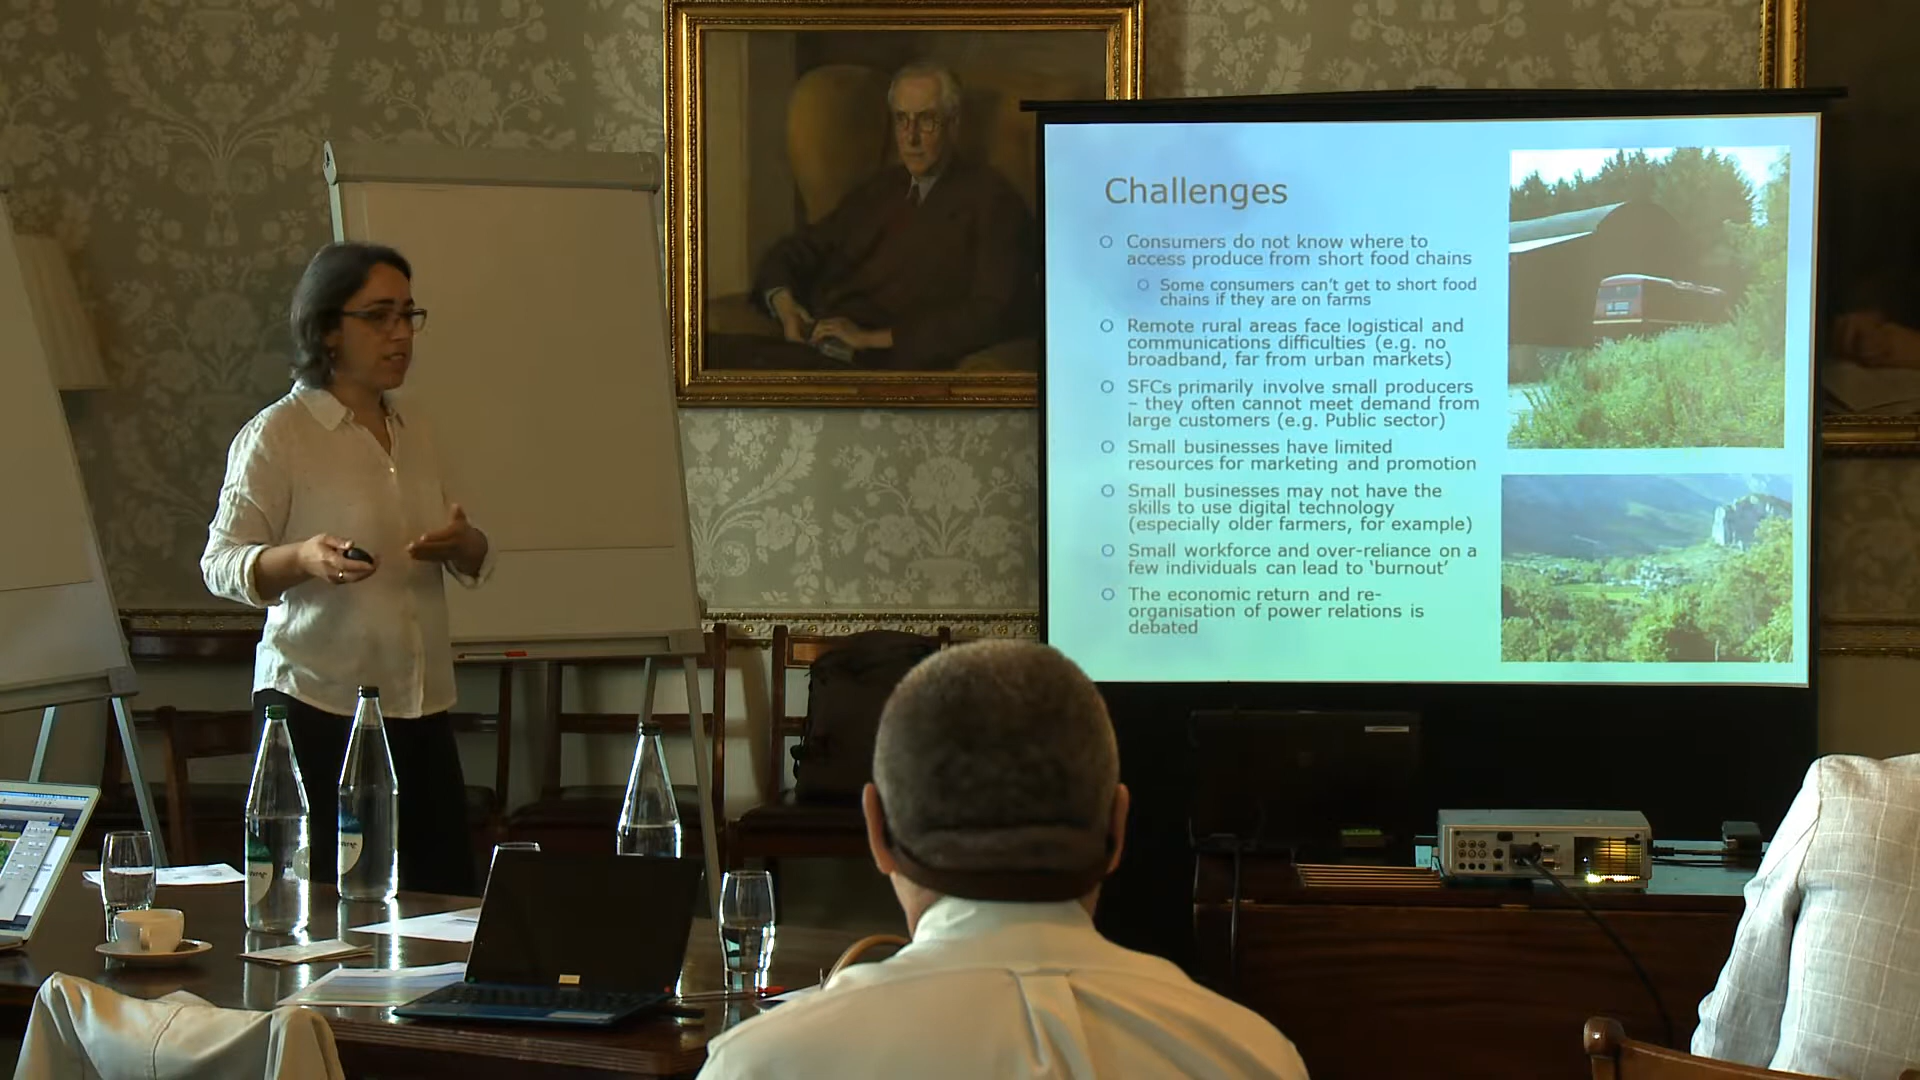 Challenges
Consumers do not know where to
access produce from short food chains
Some consumers can't get to short food
chains if they are on farms
Remote rural areas face logistical and
communications difficulties (e.g. no
broadband, far from urban markets)
SFCs primarily involve small producers
– they often cannot meet demand from
large customers (e.g. Public sector)
Small businesses have limited
resources for marketing and promotion
Small businesses may not have the
skills to use digital technology
(especially older farmers, for example)
Small workforce and over-reliance on a
few individuals can lead to 'burnout'
The economic return and re-
organisation of power relations is
debated